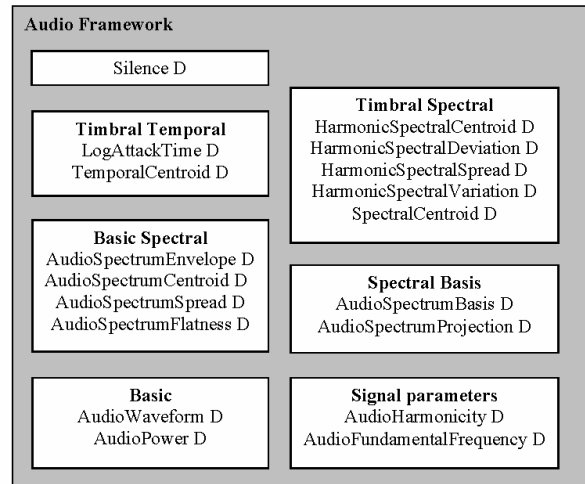 Audio Framework
Silence D
Timbral Temporal
LogAttackTime D
TemporalCentroid D
Basic Spectral
AudioSpectrumEnvelope D
AudioSpectrumCentroid D
AudioSpectrumSpread D
AudioSpectrumFlatness D
Basic
AudioWaveform D
AudioPower D
Timbral Spectral
HarmonicSpectralCentroid D
HarmonicSpectralDeviation D
HarmonicSpectralSpread D
HarmonicSpectralVariation D
SpectralCentroid D
Spectral Basis
AudioSpectrumBasis D
AudioSpectrumProjection D
Signal parameters
AudioHarmonicity D
AudioFundamentalFrequency D